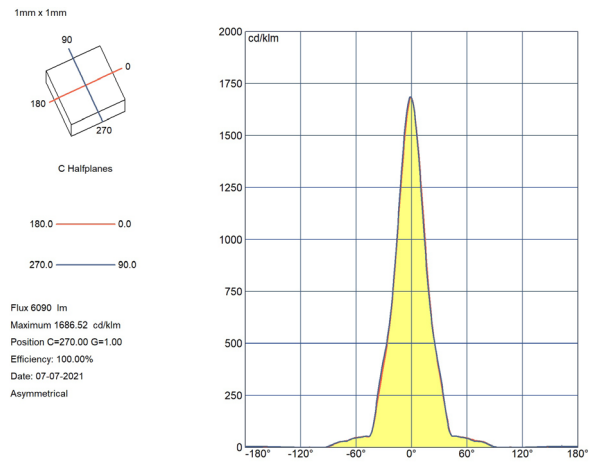 1mm x 1mm
90
0
180
270
C Halfplanes
180.0 0.0
270.0 90.0
Flux 6090 lm
Maximum 1686.52 cd/klm
Position C=270.00 G=1.00
Efficiency: 100.00%
Date: 07-07-2021
Asymmetrical
2000
cd/klm
1750
1500
1250
1000
750
500
250
0
-180° -120° -60° 0° 60° 120° 180°